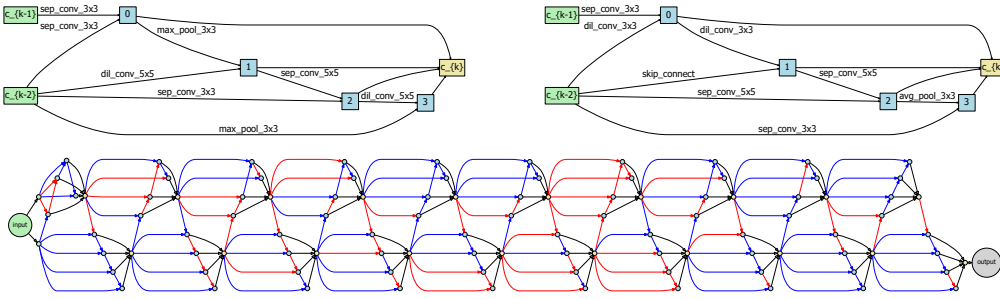 c_{k-1}
sep_conv_3x3
0
sep_conv_3x3
max_pool_3x3
dil_conv_5x5
1
c_{k}
sep_conv_5x5
c_{k-2}
sep_conv_3x3
2
dil_conv_5x5
3
max_pool_3x3
c_{k-1}
sep_conv_3x3
0
dil_conv_3x3
dil_conv_3x3
skip_connect
1
c_{k}
sep_conv_5x5
c_{k-2}
sep_conv_5x5
2
avg_pool_3x3
3
sep_conv_3x3
input
output